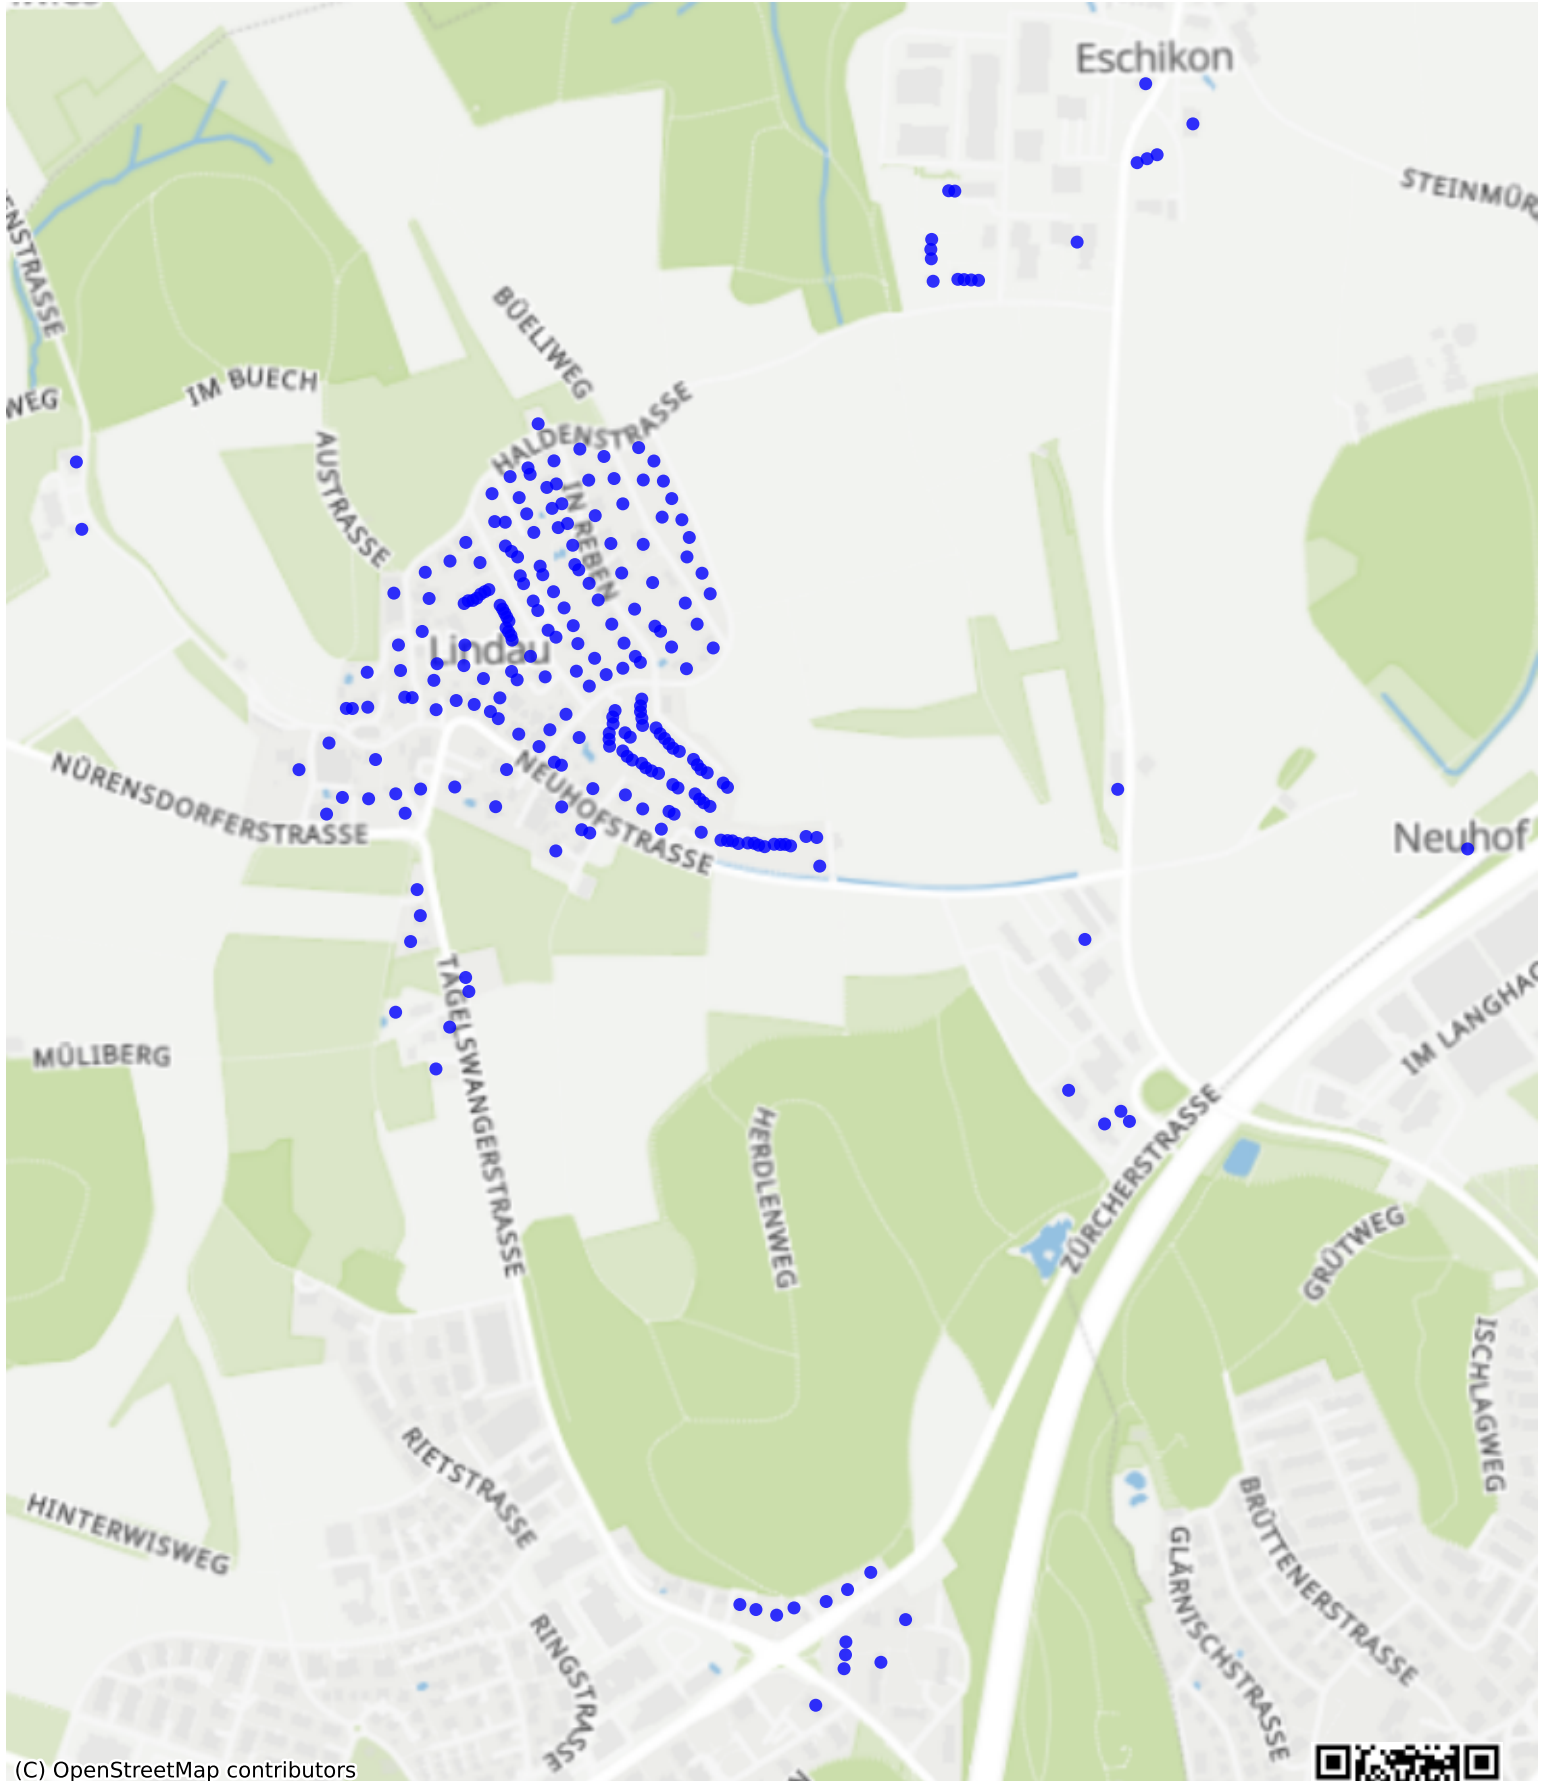 Eschikon
STEINMÜR
ENSTRASSE
BÜELIWEG
IM BUECH
WEG
HALDENSTRASSE
AUSTRASSE
IN REBEN
Lindau
NÜRENSDORFERSTRASSE
NEUHOFSTRASSE
Neuhof
TAGELSWANGERSTRASSE
IM LANGHAG
MÜLIBERG
HERDLENWEG
ZÜRCHERSTRASSE
GRÜTWEG
ISCHLAGWEG
RIETSTRASSE
HINTERWISWEG
BRÜTTENERSTRASSE
GLÄRNISCHSTRASSE
RINGSTRASSE
(C) OpenStreetMap contributors